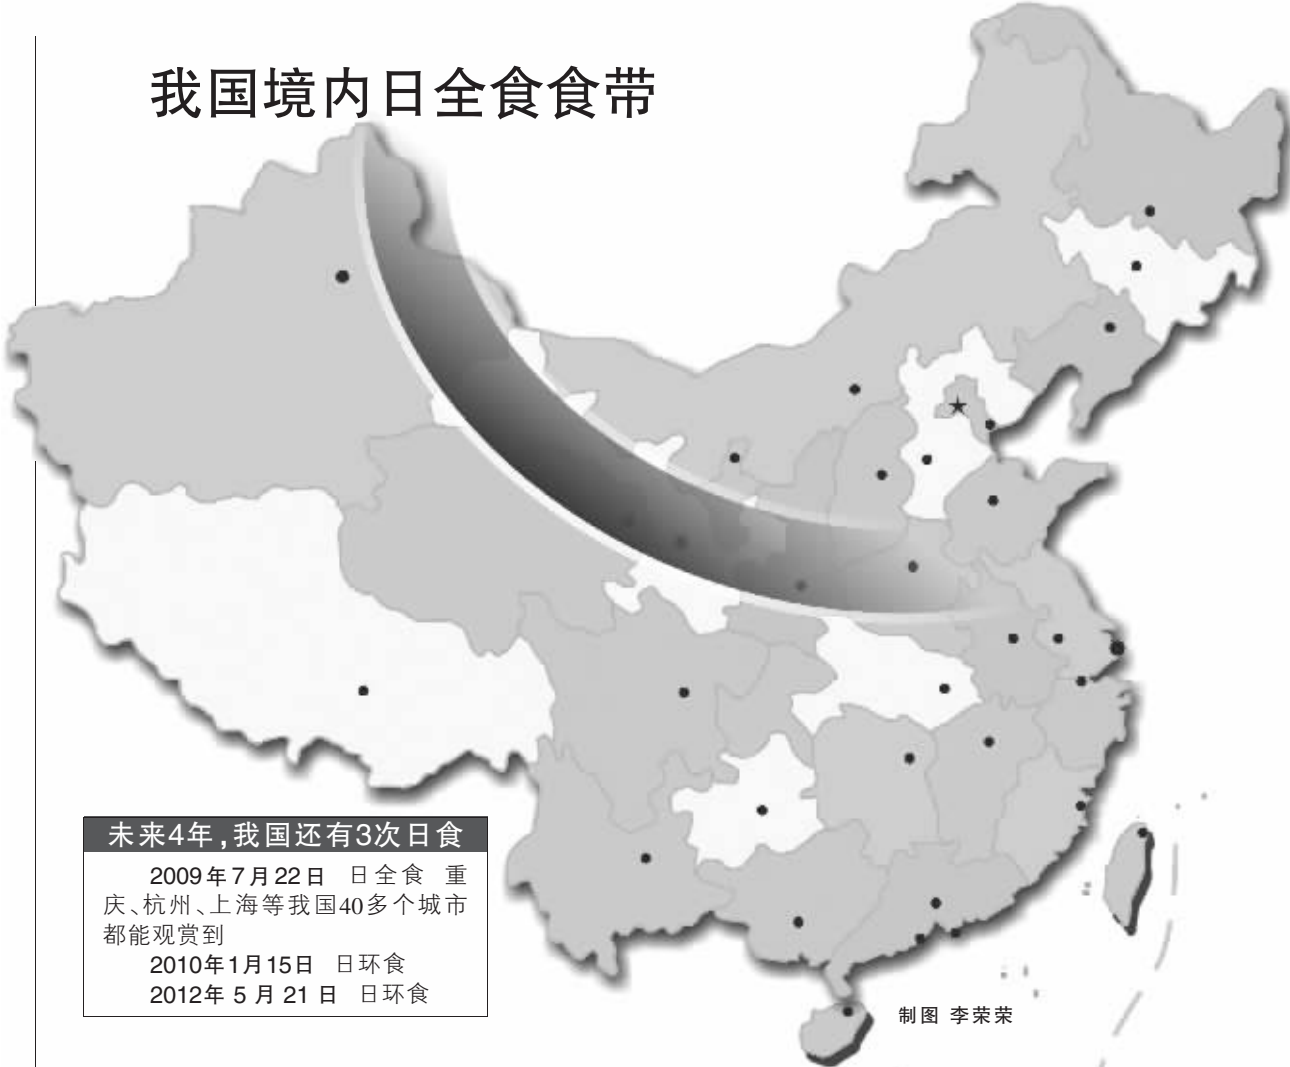 我国境内日全食食带
未来4年，我国还有3次日食
2009年7月22日 日全食 重
庆、杭州、上海等我国40多个城市
都能观赏到
2010年1月15日 日环食
2012年5月21日 日环食
制图 李荣荣